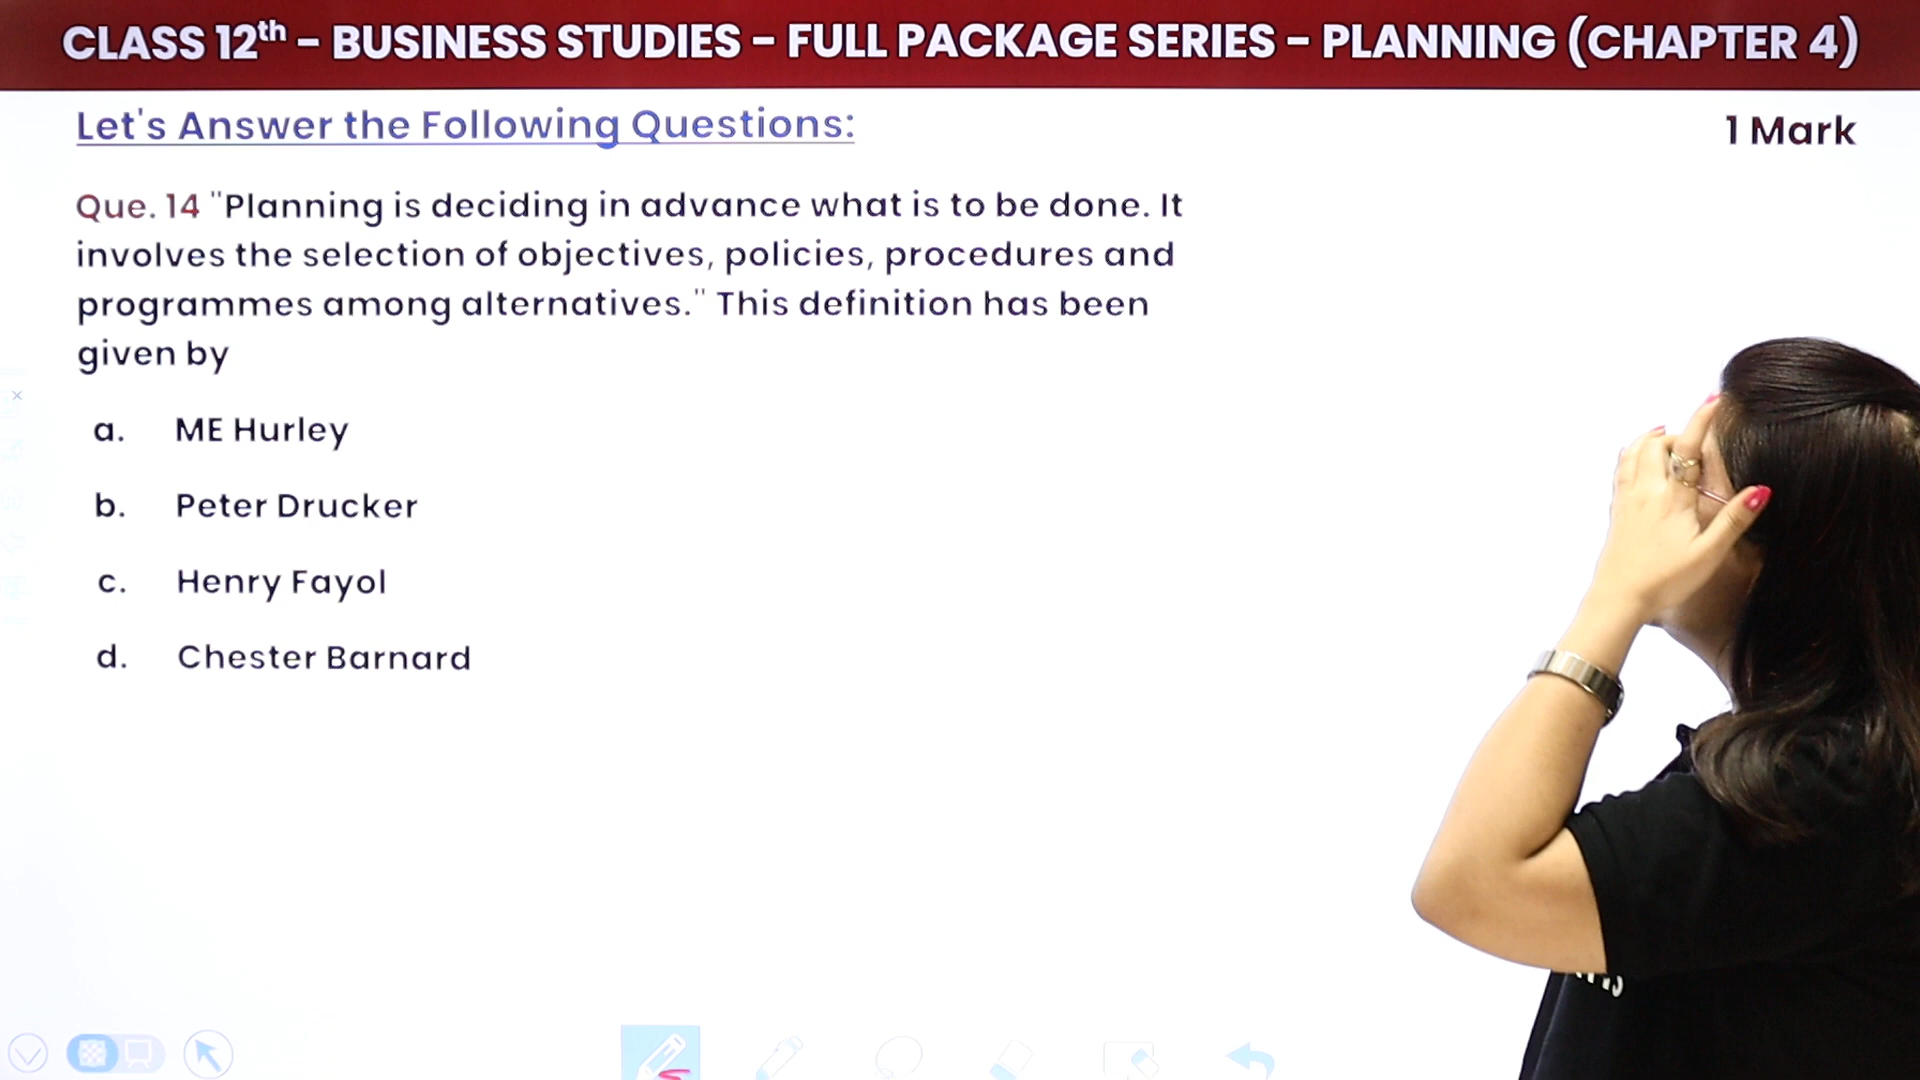 CLASS 12th - BUSINESS STUDIES - FULL PACKAGE SERIES - PLANNING (CHAPTER 4)
Let's Answer the Following Questions:
1 Mark
Que. 14 "Planning is deciding in advance what is to be done. It
involves the selection of objectives, policies, procedures and
programmes among alternatives." This definition has been
given by
a. ME Hurley
b. Peter Drucker
c. Henry Fayol
d. Chester Barnard